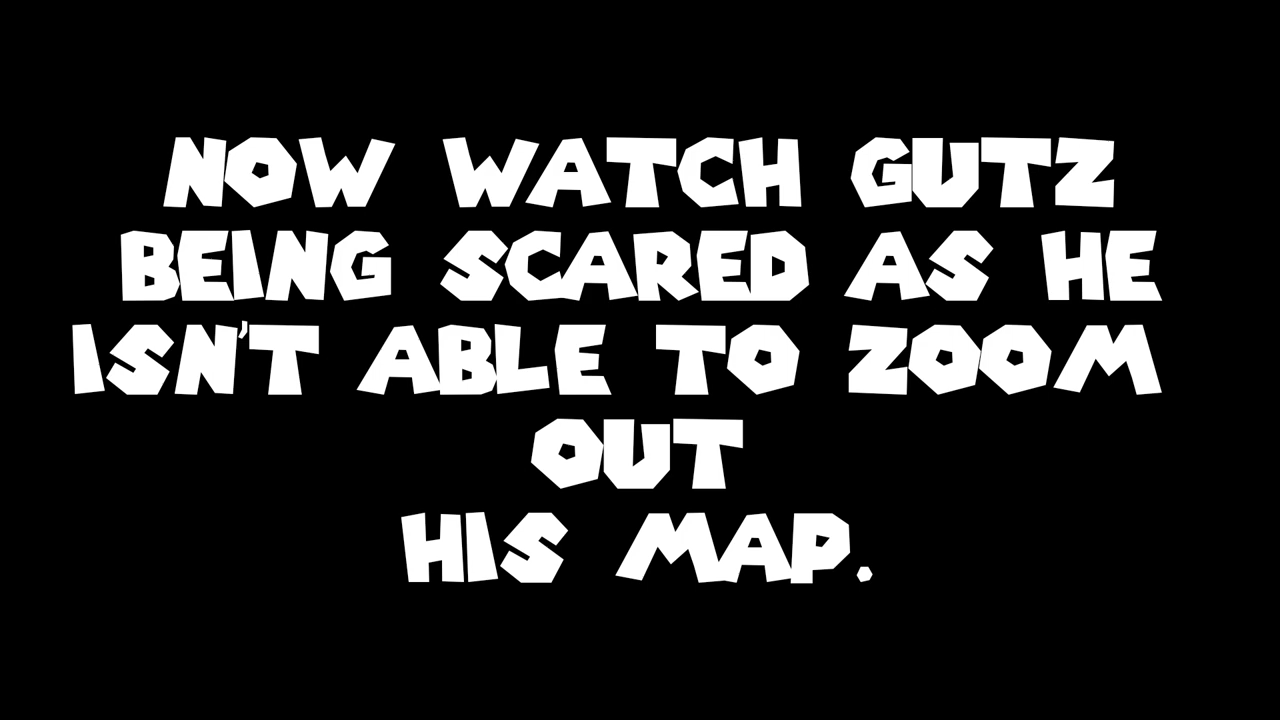 NOW WATCH GUTZ
BEING SCARED AS HE
ISN'T ABLE TO ZOOM
OUT
HIS MAP.